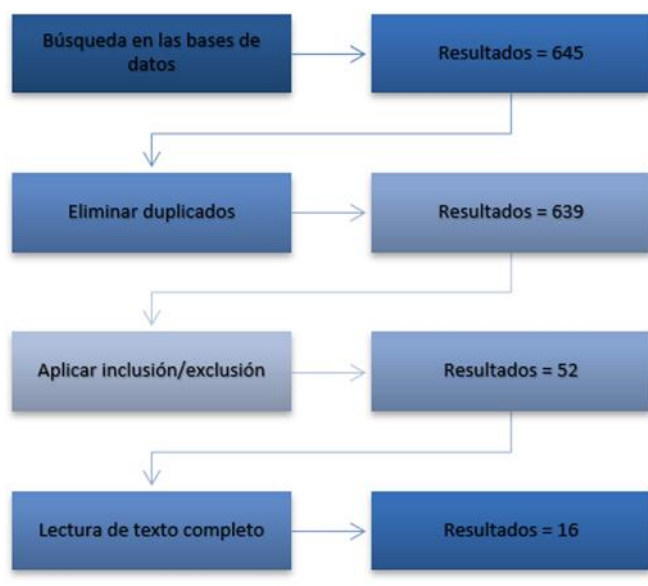 Búsqueda en las bases de
datos
Resultados = 645
Eliminar duplicados
Resultados = 639
Aplicar inclusión/exclusión
Resultados = 52
Lectura de texto completo
Resultados = 16